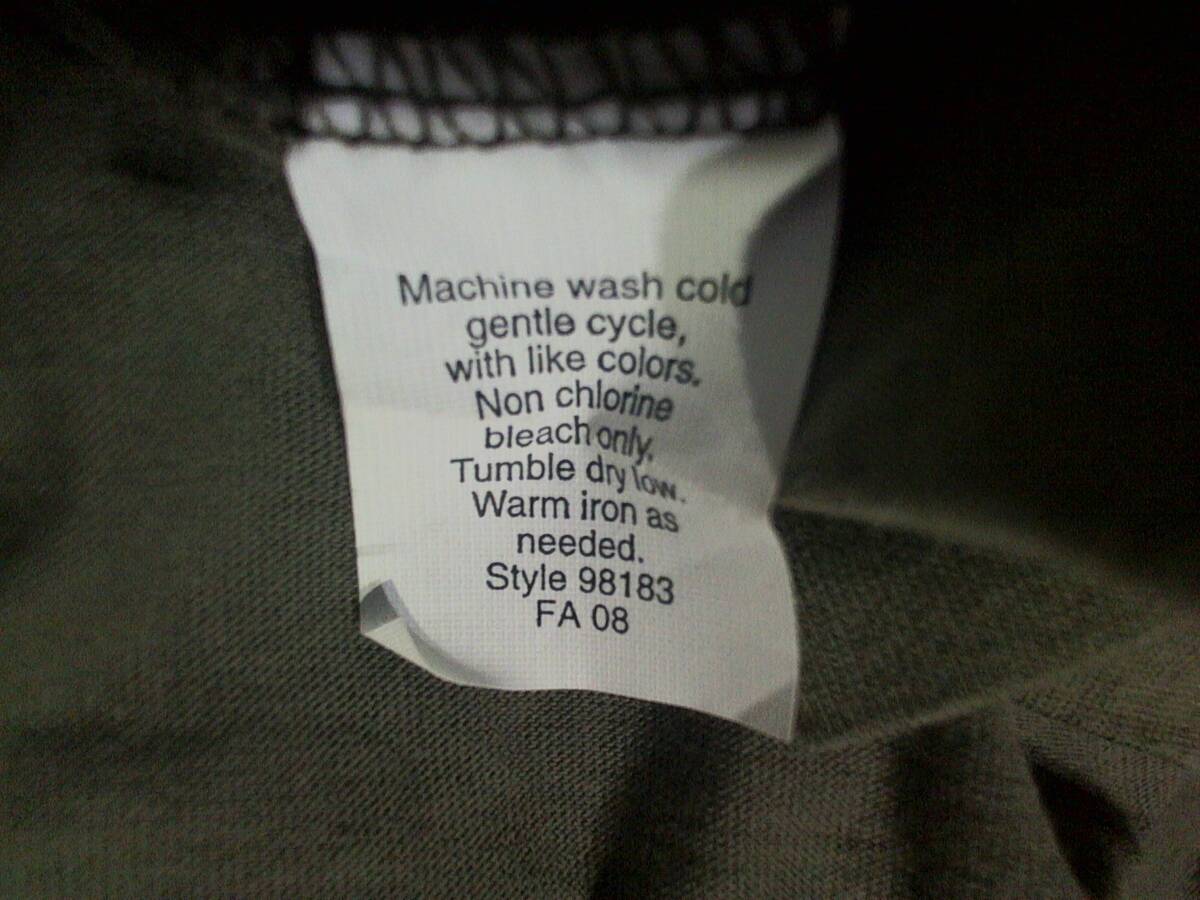 Machine wash cold
gentle cycle,
with like colors.
Non chlorine
bleach only.
Tumble dry low.
Warm iron as
needed.
Style 98183
FA 08